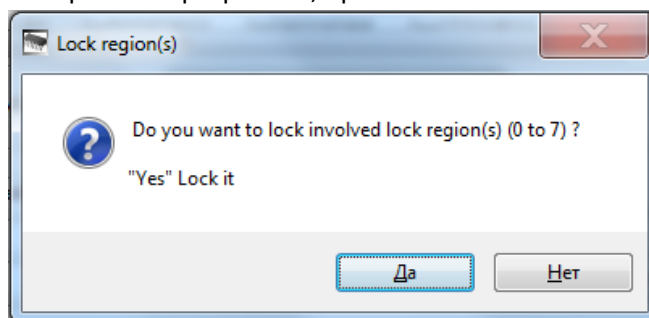 Lock region(s)
Do you want to lock involved lock region(s) (0 to 7) ?
"Yes" Lock it
Да
Нет